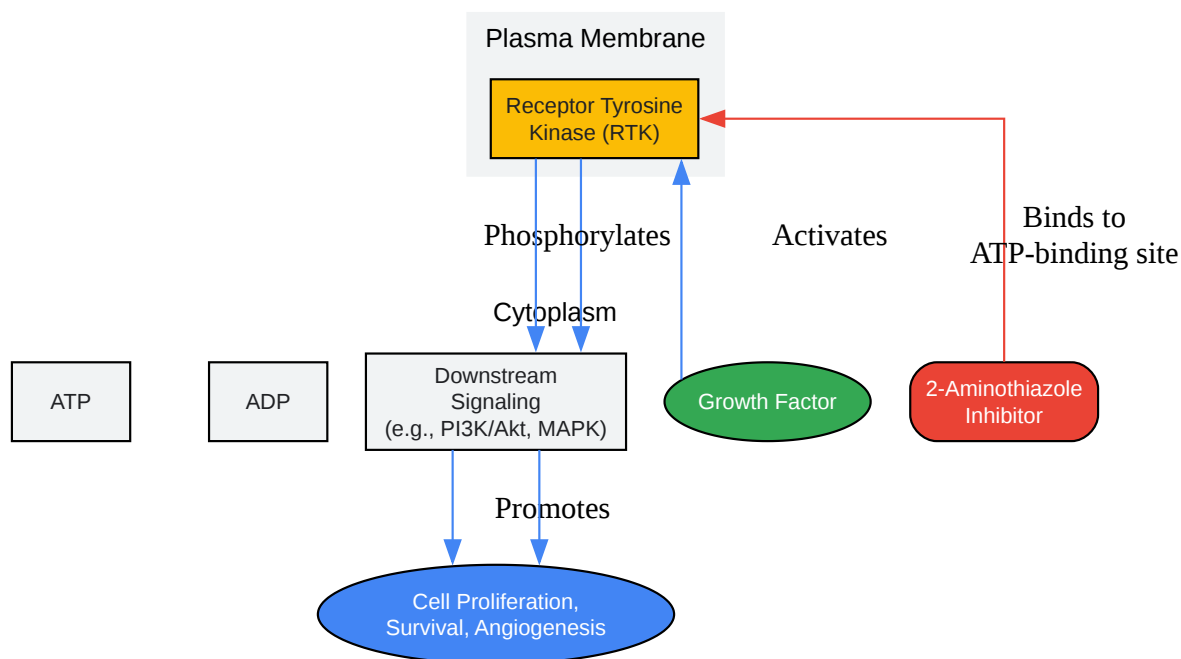 Plasma Membrane
Receptor Tyrosine
Kinase (RTK)
Phosphorylates
Activates
Binds to
ATP-binding site
Cytoplasm
ATP
ADP
Downstream
Signaling
(e.g., PI3K/Akt, MAPK)
Growth Factor
2-Aminothiazole
Inhibitor
Promotes
Cell Proliferation,
Survival, Angiogenesis